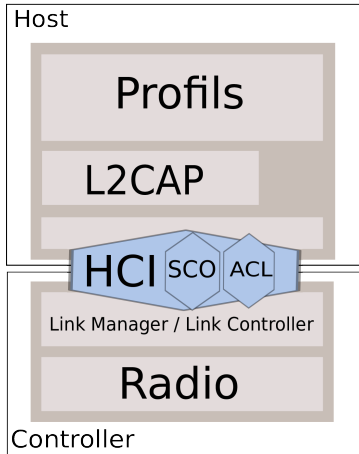 Host
Profils
L2CAP
HCI SCO ACL
Link Manager / Link Controller
Radio
Controller